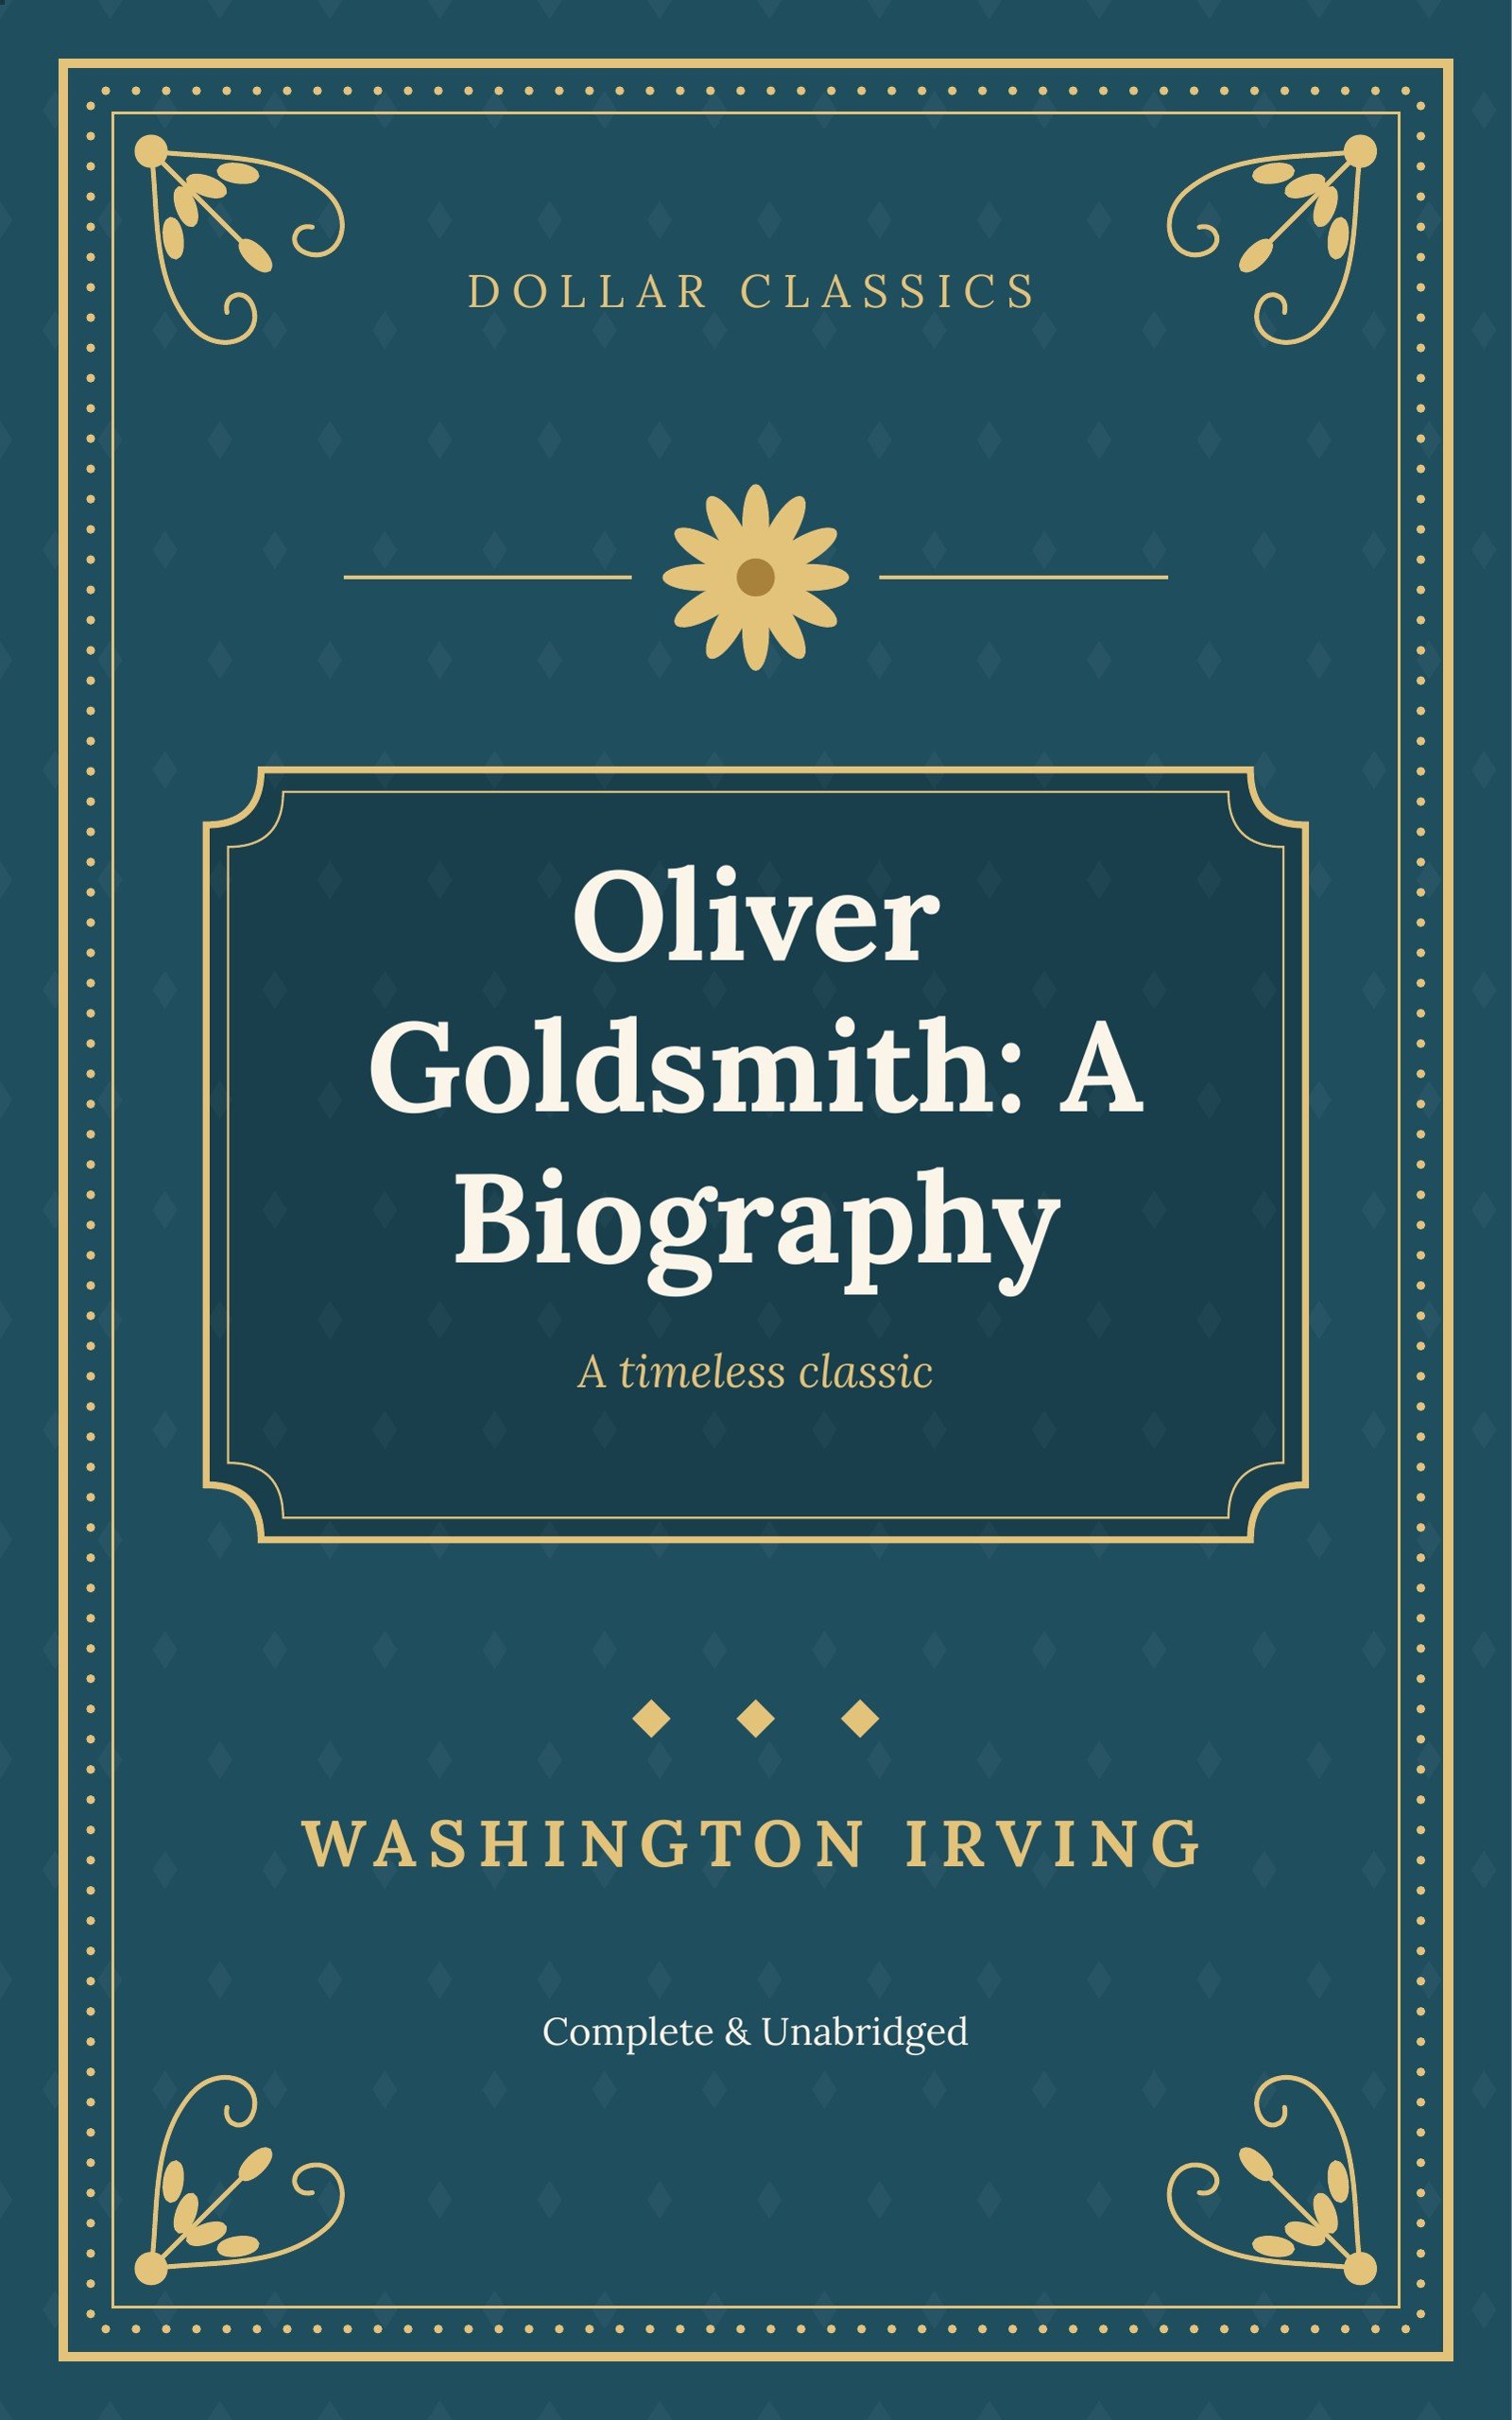 DOLLAR CLASSICS
Oliver
Goldsmith: A
Biography
A timeless classic
WASHINGTON IRVING
Complete & Unabridged